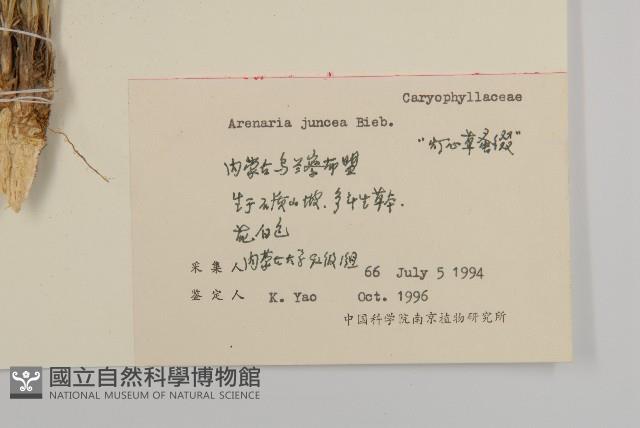 Caryophyllaceae
Arenaria juncea Bieb.
"灯心草蚤缀"
内蒙古乌兰察布盟
生于石质山坡.多年生草本.
花白色
采集人 内蒙古大学 66 July 5 1994
鉴定人 K. Yao Oct. 1996
中国科学院南京植物研究所
國立自然科學博物館
NATIONAL MUSEUM OF NATURAL SCIENCE